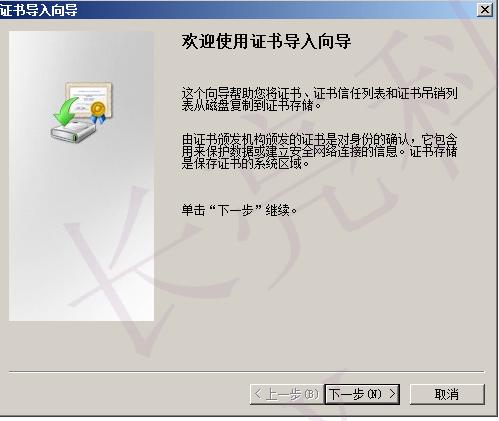 证书导入向导
欢迎使用证书导入向导
这个向导帮助您将证书、证书信任列表和证书吊销列
表从磁盘复制到证书存储。
由证书颁发机构颁发的证书是对身份的确认，它包含
用来保护数据或建立安全网络连接的信息。证书存储
是保存证书的系统区域。
单击“下一步”继续。
< 上一步(B)
下一步(N) >
取消
长亮科